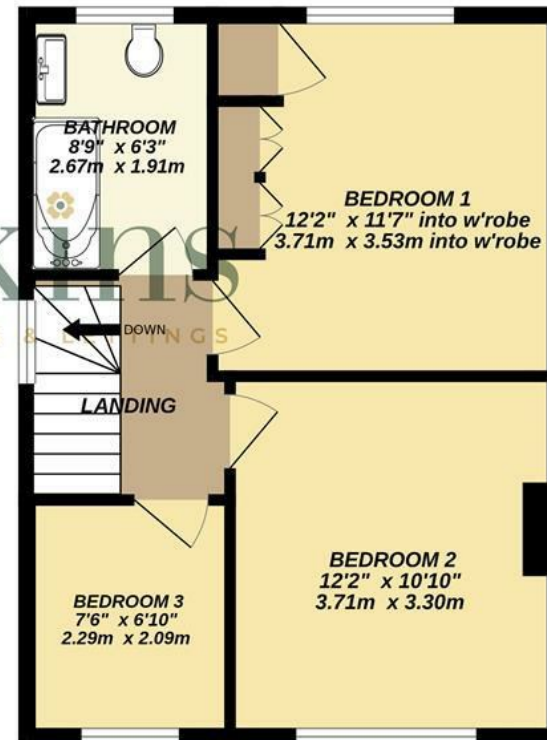 BATHROOM
8'9" x 6'3"
2.67m x 1.91m
BEDROOM 1
12'2" x 11'7" into w'robe
3.71m x 3.53m into w'robe
kins
& LETTINGS
DOWN
LANDING
BEDROOM 2
12'2" x 10'10"
3.71m x 3.30m
BEDROOM 3
7'6" x 6'10"
2.29m x 2.09m